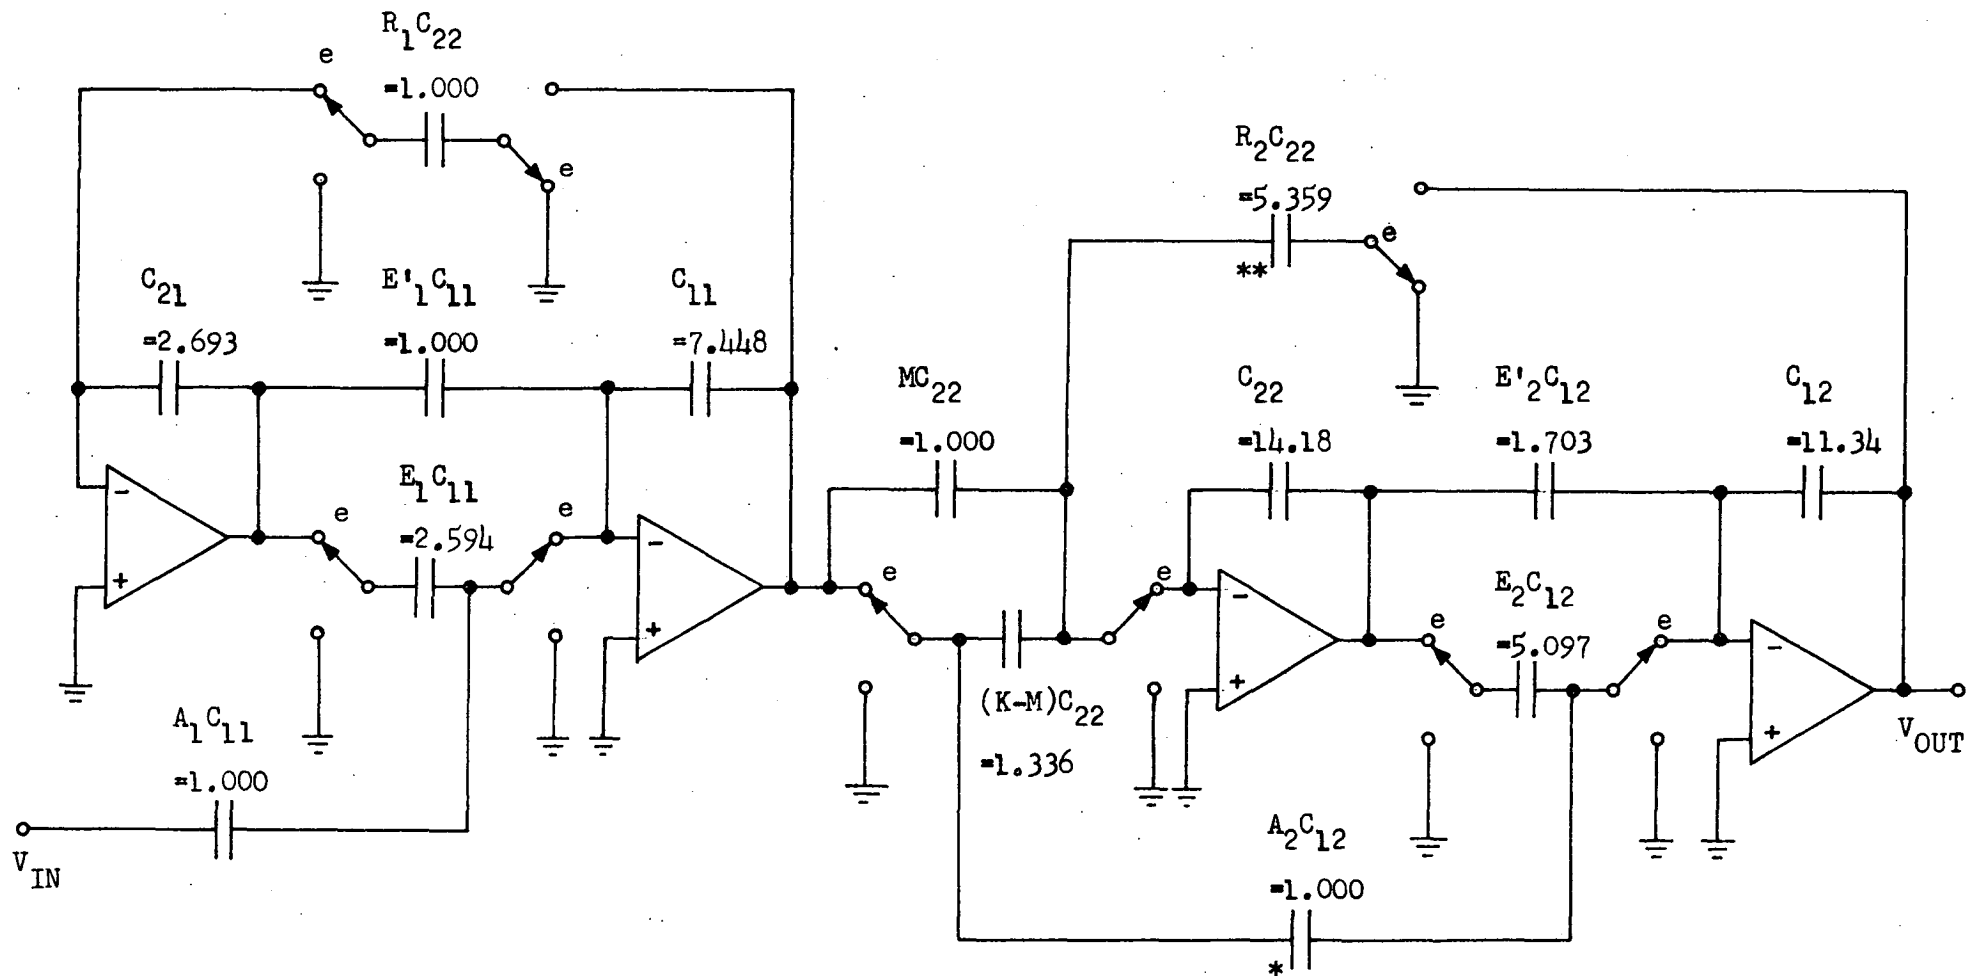 R1C22
=1.000
e
e
R2C22
=5.359
**
e
C21
=2.693
E'1C11
=1.000
C11
=7.448
MC22
=1.000
C22
=14.18
E'2C12
=1.703
C12
=11.34
E1C11
=2.594
e
e
-
+
-
+
e
e
(K-M)C22
=1.336
-
+
E2C12
=5.097
e
e
-
+
VOUT
A1C11
=1.000
VIN
A2C12
=1.000
*